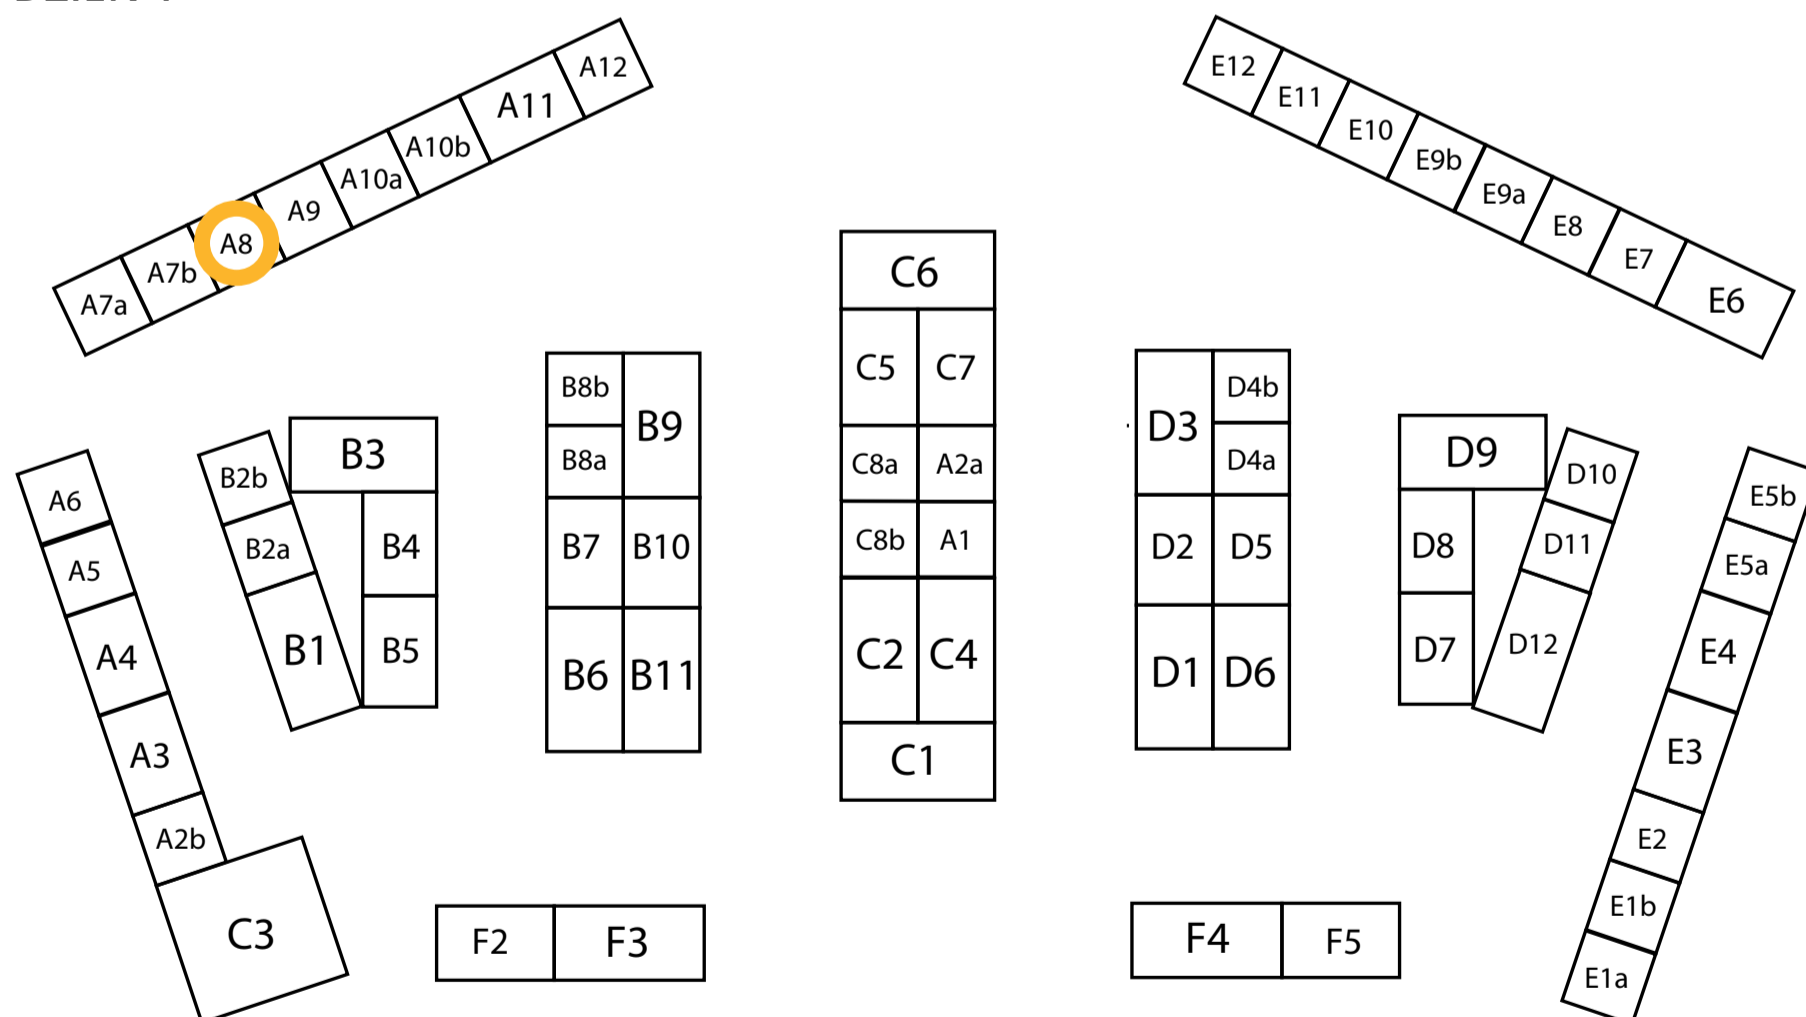 A12
A11
A10b
A10a
A9
A8
A7b
A7a
E12
E11
E10
E9b
E9a
E8
E7
E6
C6
C5 C7
C8a A2a
C8b A1
C2 C4
C1
B8b B9
B8a
B7 B10
B6 B11
D3 D4b
D4a
D2 D5
D1 D6
B3
B2b
B2a B4
B1 B5
D9
D10
D8 D11
D7 D12
A6
A5
A4
A3
A2b
C3
E5b
E5a
E4
E3
E2
E1b
E1a
F2 F3
F4 F5